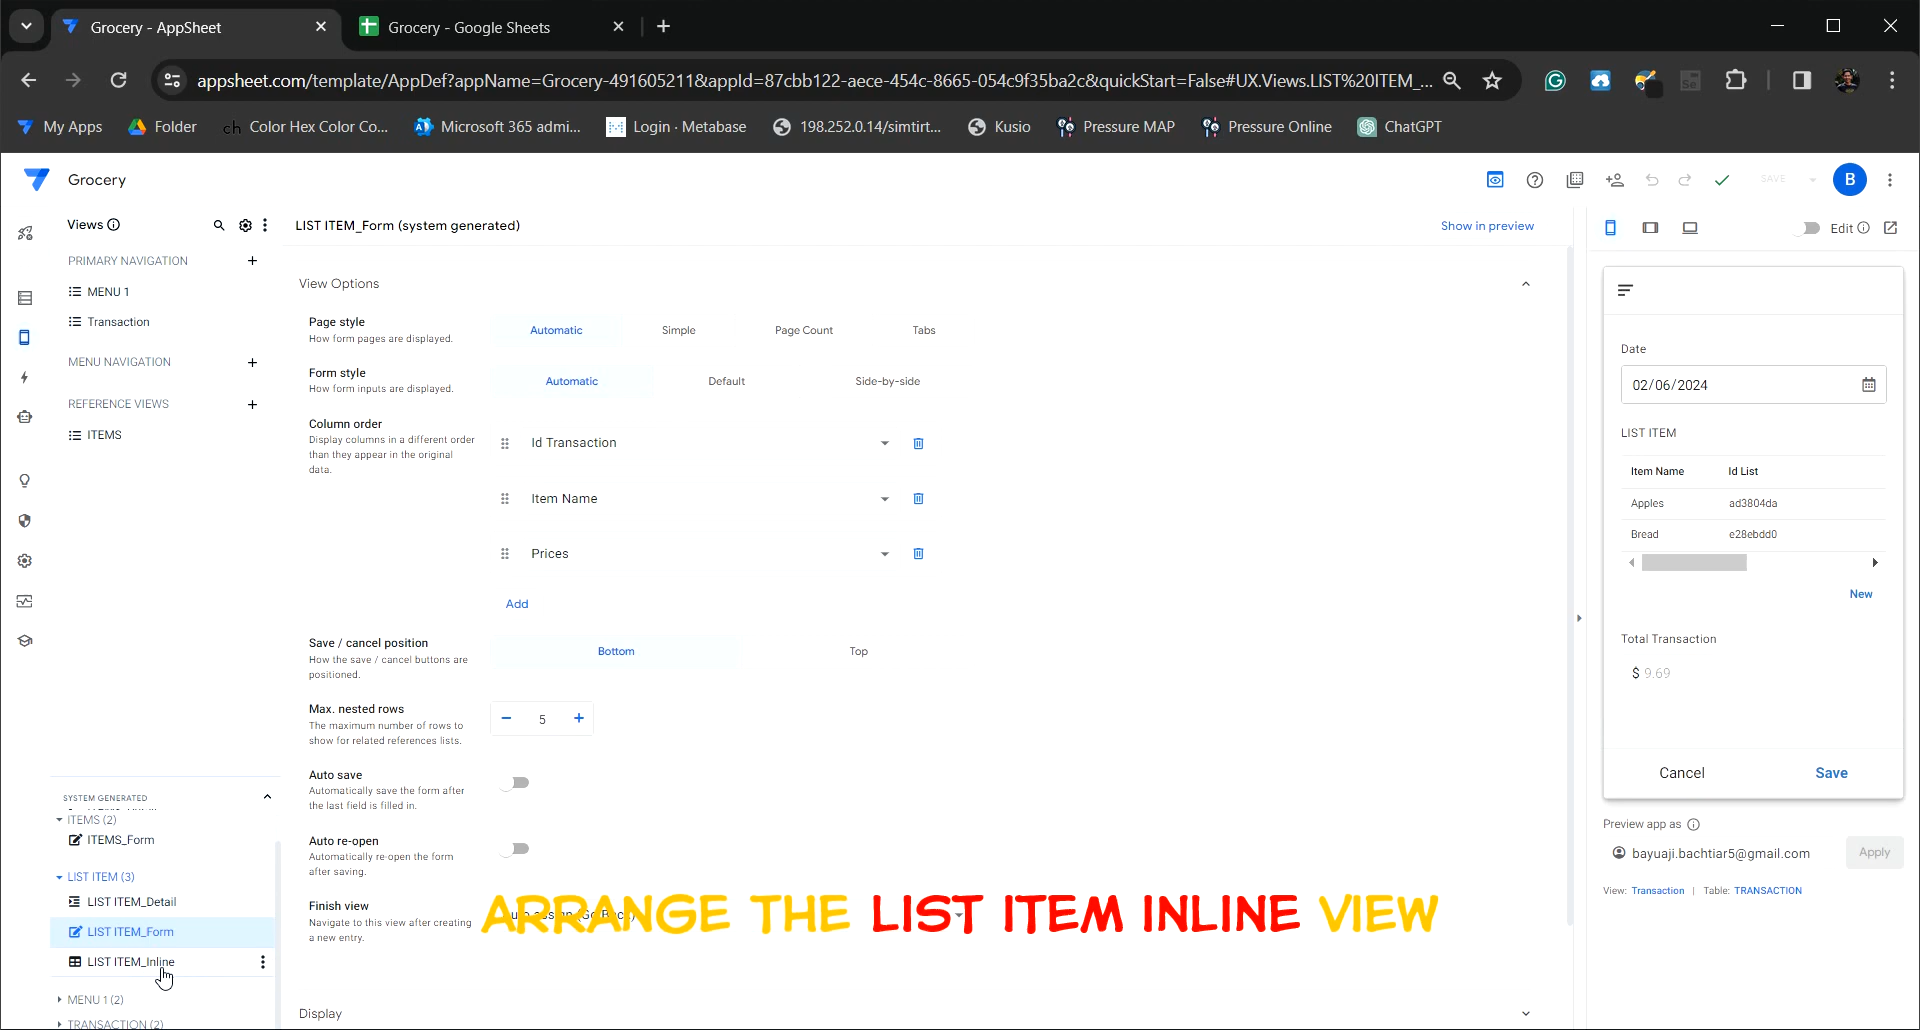 Grocery - AppSheet
Grocery - Google Sheets
appsheet.com/template/AppDef?appName=Grocery-491605211&appId=87cbb122-aece-454c-8665-054c9f35ba2c&quickStart=False#UX.Views.LIST%20ITEM_...
My Apps
Folder
ch Color Hex Color Co...
Microsoft 365 admi...
Login · Metabase
198.252.0.14/simtirt...
Kusio
Pressure MAP
Pressure Online
ChatGPT
Grocery
SAVE
B
Views
LIST ITEM_Form (system generated)
Show in preview
Edit
PRIMARY NAVIGATION
MENU 1
Transaction
MENU NAVIGATION
REFERENCE VIEWS
ITEMS
SYSTEM GENERATED
ITEMS (2)
ITEMS_Form
LIST ITEM (3)
LIST ITEM_Detail
LIST ITEM_Form
LIST ITEM_Inline
MENU 1 (2)
TRANSACTION (2)
View Options
Page style
How form pages are displayed.
Automatic
Simple
Page Count
Tabs
Form style
How form inputs are displayed.
Automatic
Default
Side-by-side
Column order
Display columns in a different order
than they appear in the original
data.
Id Transaction
Item Name
Prices
Add
Save / cancel position
How the save / cancel buttons are
positioned.
Bottom
Top
Max. nested rows
The maximum number of rows to
show for related references lists.
5
Auto save
Automatically save the form after
the last field is filled in.
Auto re-open
Automatically re-open the form
after saving.
Finish view
Navigate to this view after creating
a new entry.
ARRANGE THE LIST ITEM INLINE VIEW
Display
Date
02/06/2024
LIST ITEM
Item Name Id List
Apples ad3804da
Bread e28ebdd0
New
Total Transaction
$ 9.69
Cancel
Save
Preview app as
bayuaji.bachtiar5@gmail.com
Apply
View: Transaction | Table: TRANSACTION